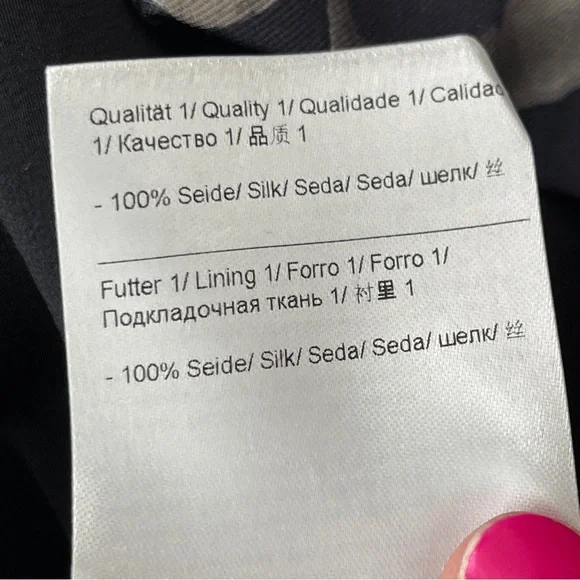 Qualität 1/ Quality 1/ Qualidade 1/ Calidad
1/ Качество 1/ 品质 1
- 100% Seide/ Silk/ Seda/ Seda/ шелк/ 丝
Futter 1/ Lining 1/ Forro 1/ Forro 1/
Подкладочная ткань 1/ 衬里 1
- 100% Seide/ Silk/ Seda/ Seda/ шелк/ 丝